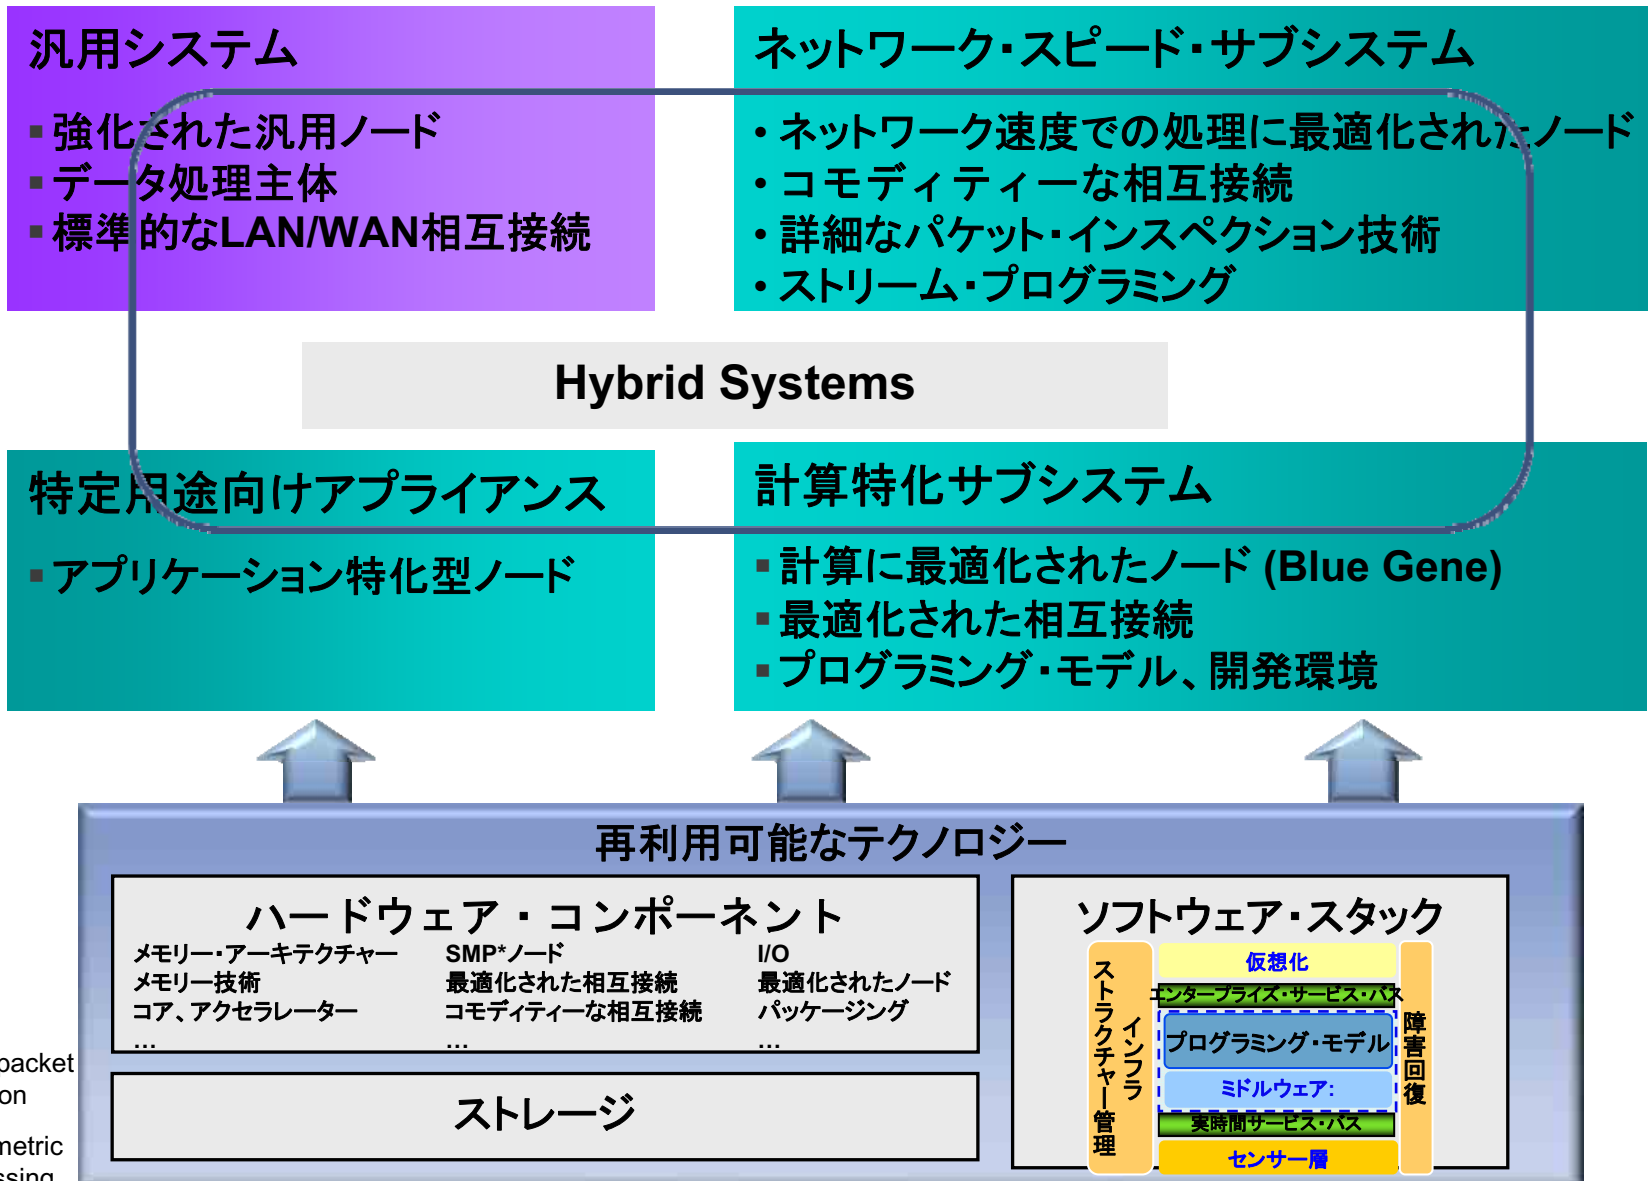 汎用システム
▪強化された汎用ノード
▪データ処理主体
▪標準的なLAN/WAN相互接続
ネットワーク・スピード・サブシステム
• ネットワーク速度での処理に最適化されたノード
• コモディティーな相互接続
• 詳細なパケット・インスペクション技術
• ストリーム・プログラミング
Hybrid Systems
特定用途向けアプライアンス
▪アプリケーション特化型ノード
計算特化サブシステム
▪計算に最適化されたノード (Blue Gene)
▪最適化された相互接続
▪プログラミング・モデル、開発環境
再利用可能なテクノロジー
ハードウェア・コンポーネント
メモリー・アーキテクチャー
メモリー技術
コア、アクセラレーター
…
SMP*ノード
最適化された相互接続
コモディティーな相互接続
…
I/O
最適化されたノード
パッケージング
…
ストレージ
ソフトウェア・スタック
インフラ
ストラクチャー管理
仮想化
エンタープライズ・サービス・バス
プログラミング・モデル
ミドルウェア:
実時間サービス・バス
センサー層
障害回復
packet
on
metric
ssing